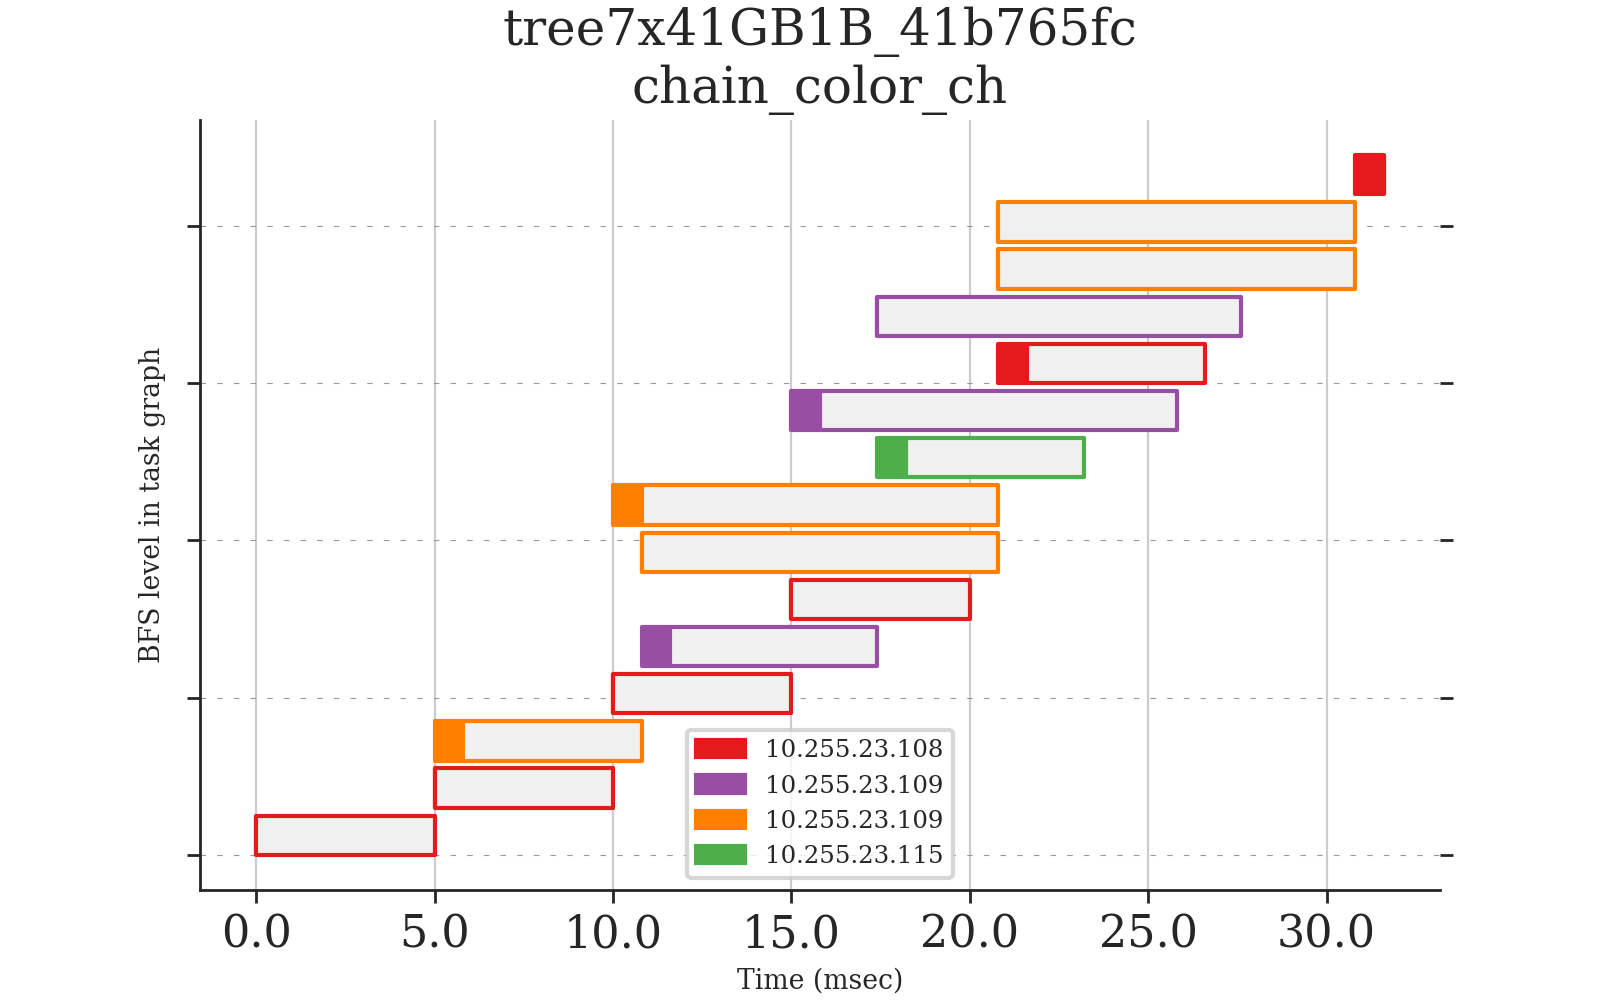 tree7x41GB1B_41b765fc
chain_color_ch
BFS level in task graph
10.255.23.108
10.255.23.109
10.255.23.109
10.255.23.115
0.0 5.0 10.0 15.0 20.0 25.0 30.0
Time (msec)